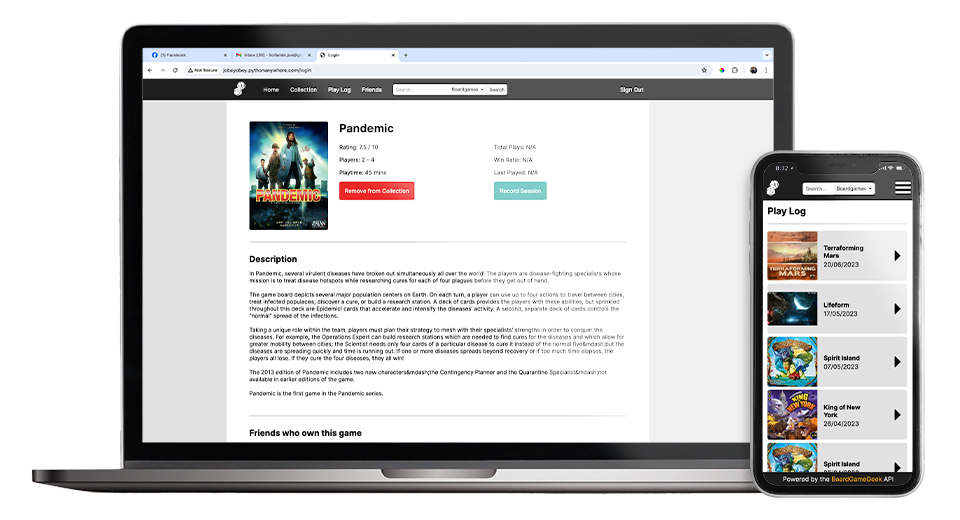 (1) Facebook
Login
Not Secure
jobeyobey.pythonanywhere.com/login
Home Collection Play Log Friends Search... Boardgames Search Sign Out
PANDEMIC
Pandemic
Rating: 7.5 / 10
Players: 2 - 4
Playtime: 45 mins
Total Plays: N/A
Win Ratio: N/A
Last Played: N/A
Remove from Collection
Record Session
Description
In Pandemic, several virulent diseases have broken out simultaneously all over the world! The players are disease-fighting specialists whose
mission is to treat disease hotspots while researching cures for each of four plagues before they get out of hand.
The game board depicts several major population centers on Earth. On each turn, a player can use up to four actions to travel between cities,
treat infected populaces, discover a cure, or build a research station. A deck of cards provides the players with these abilities, but sprinkled
throughout this deck are Epidemic! cards that accelerate and intensify the diseases' activity. A second, separate deck of cards controls the
"normal" spread of the infections.
Taking a unique role within the team, players must plan their strategy to mesh with their specialists' strengths in order to conquer the
diseases. For example, the Operations Expert can build research stations which are needed to find cures for the diseases and which allow for
greater mobility between cities; the Scientist needs only four cards of a particular disease to cure it instead of the normal five&mdash;but the
diseases are spreading quickly and time is running out. If one or more diseases spreads beyond recovery or if too much time elapses, the
players all lose. If they cure the four diseases, they all win!
The 2013 edition of Pandemic includes two new characters&mdash;the Contingency Planner and the Quarantine Specialist&mdash;not
available in earlier editions of the game.
Pandemic is the first game in the Pandemic series.
Friends who own this game
8:32
Search... Boardgames
Play Log
TERRAFORMING
MARS
Terraforming
Mars
20/06/2023
Lifeform
17/05/2023
Spirit Island
07/05/2023
KING OF
NEW YORK
King of New
York
26/04/2023
Spirit Island
Powered by the BoardGameGeek API